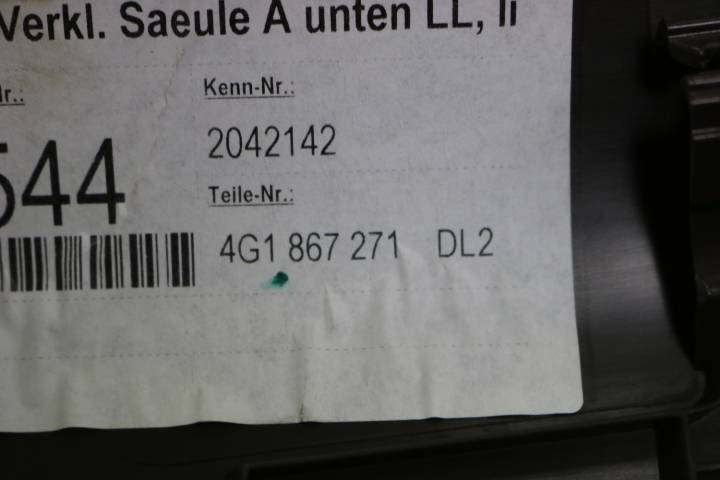 Verkl. Saeule A unten LL, li
Kenn-Nr.:
2042142
544
Teile-Nr.:
4G1 867 271 DL2